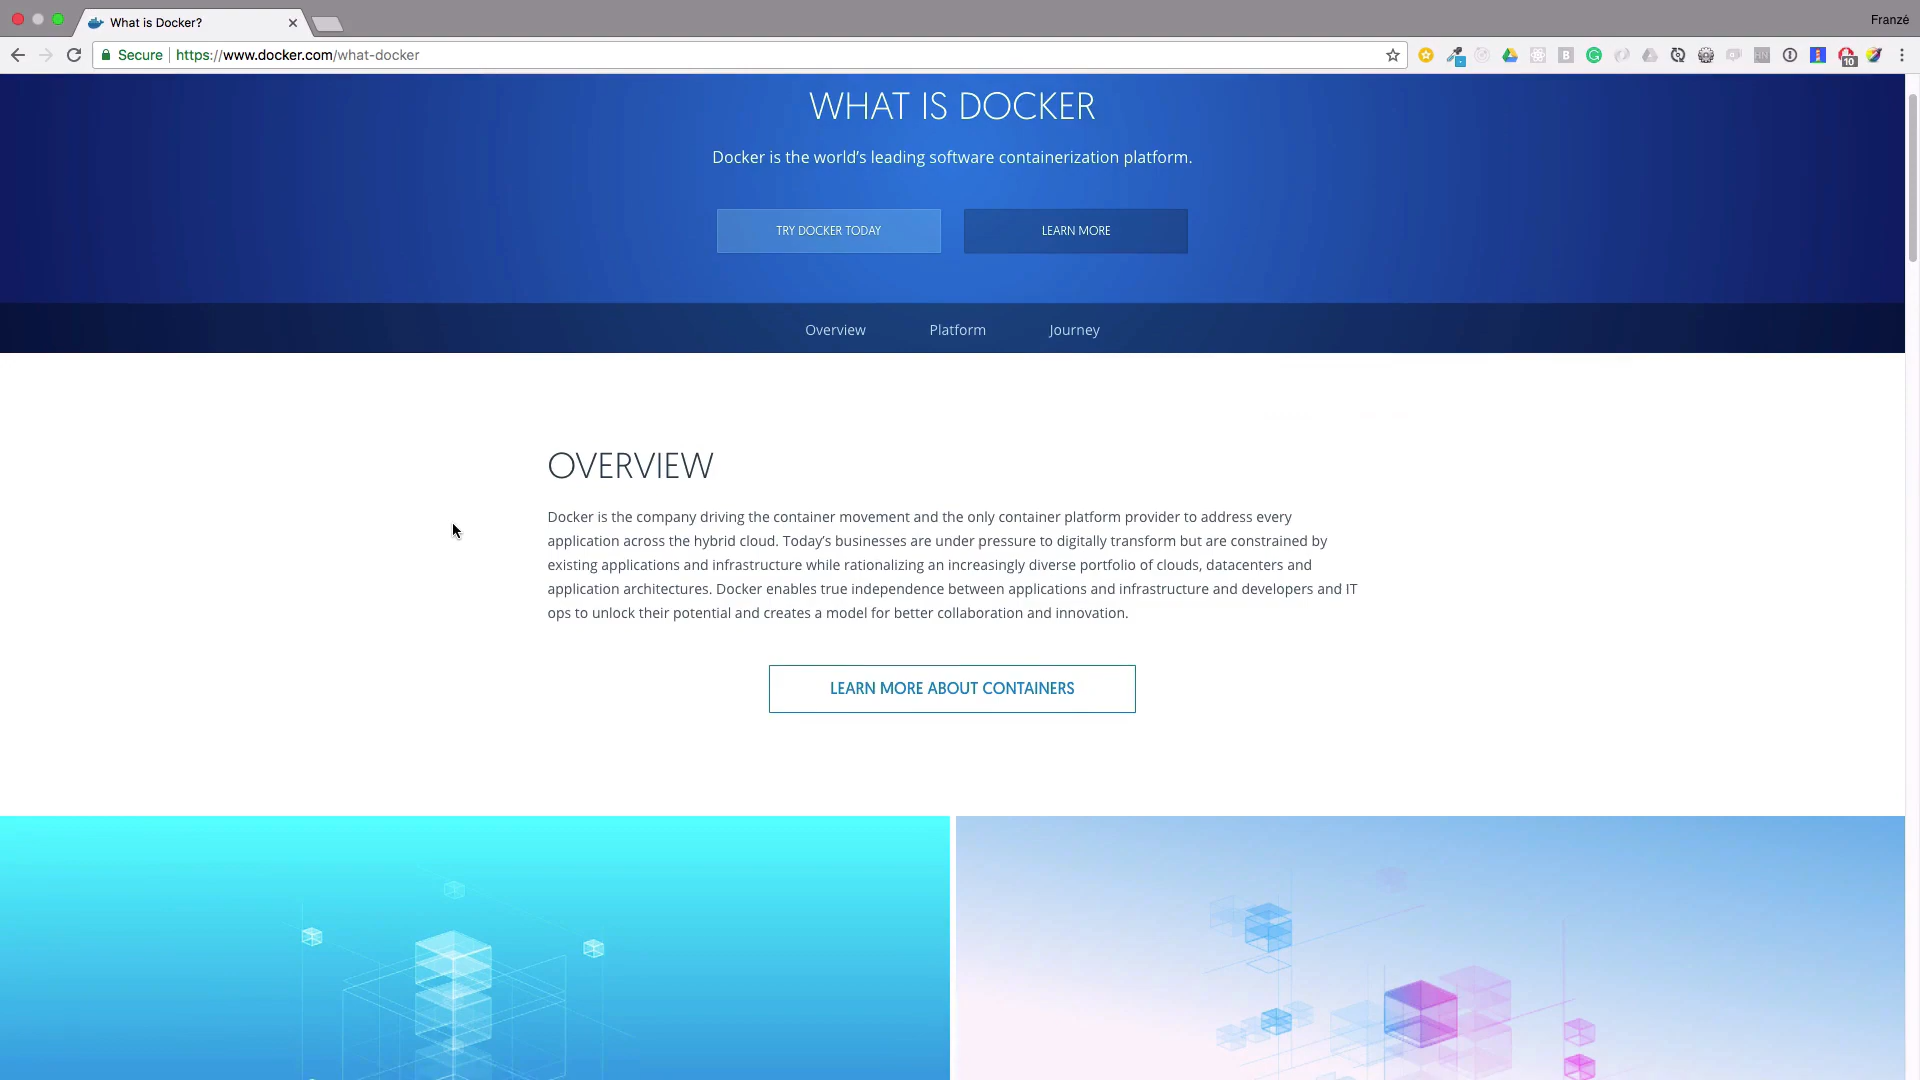 What is Docker?
Franzé
Secure https://www.docker.com/what-docker
10
WHAT IS DOCKER
Docker is the world’s leading software containerization platform.
TRY DOCKER TODAY
LEARN MORE
Overview Platform Journey
OVERVIEW
Docker is the company driving the container movement and the only container platform provider to address every
application across the hybrid cloud. Today’s businesses are under pressure to digitally transform but are constrained by
existing applications and infrastructure while rationalizing an increasingly diverse portfolio of clouds, datacenters and
application architectures. Docker enables true independence between applications and infrastructure and developers and IT
ops to unlock their potential and creates a model for better collaboration and innovation.
LEARN MORE ABOUT CONTAINERS